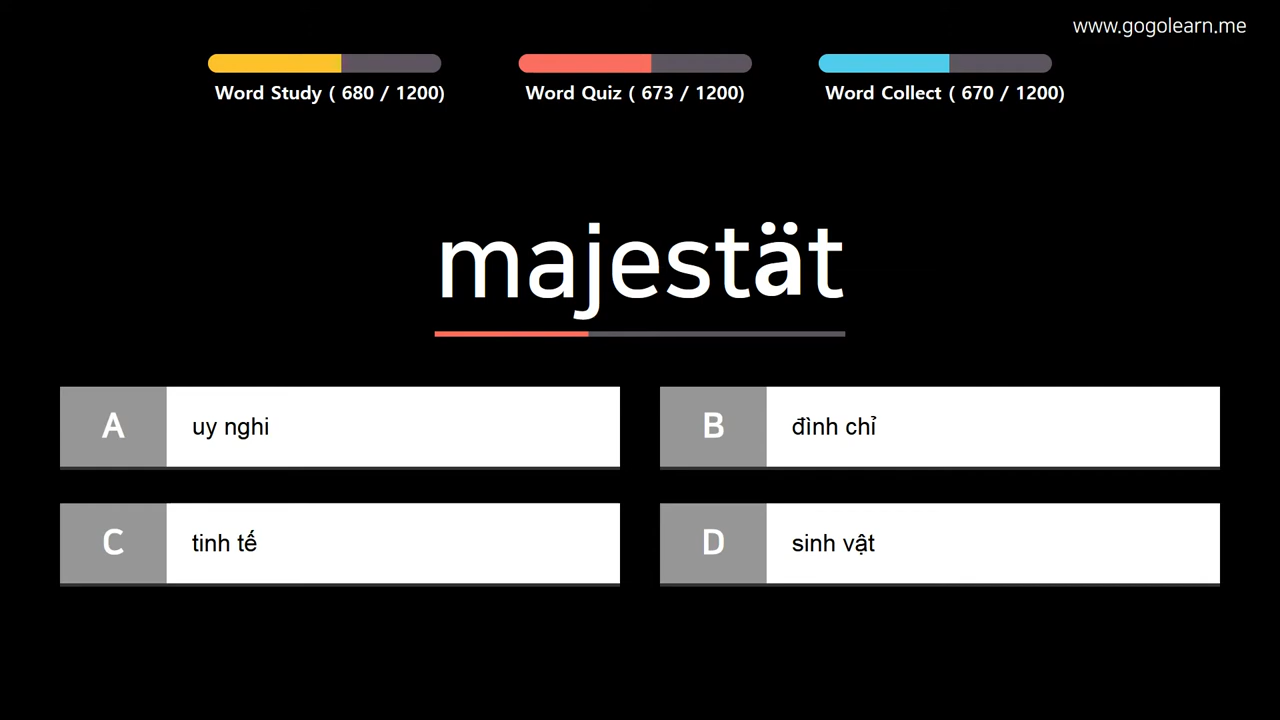 www.gogolearn.me
Word Study ( 680 / 1200)
Word Quiz ( 673 / 1200)
Word Collect ( 670 / 1200)
majestät
A uy nghi
B đình chỉ
C tinh tế
D sinh vật